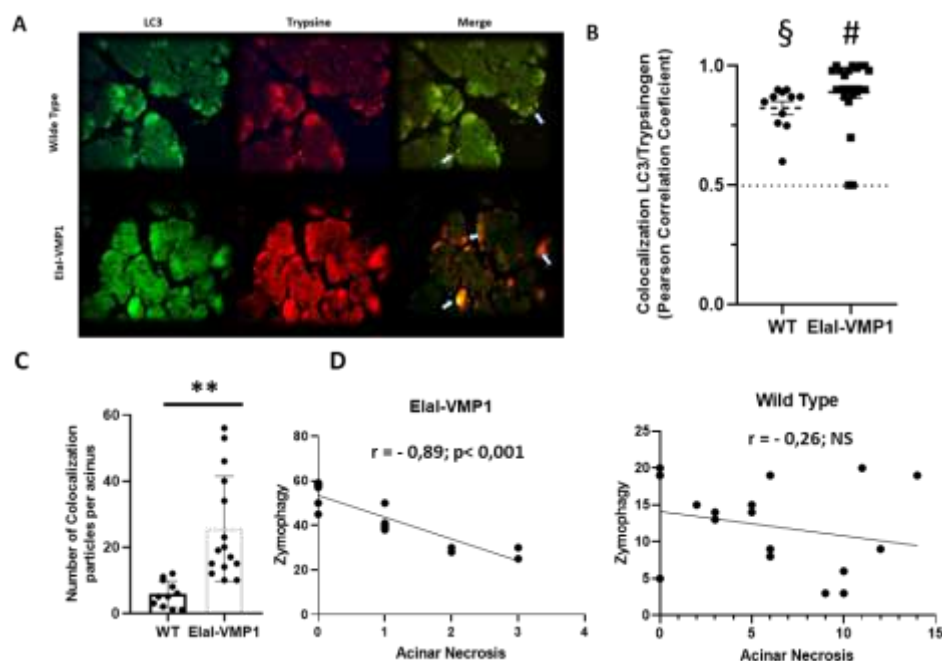 A
LC3
Trypsine
Merge
Wilde Type
Elal-VMP1
B
§
#
Colocalization LC3/Trypsinogen
(Pearson Correlation Coeficient)
1.0
0.5
0.0
WT
Elal-VMP1
C
**
Number of Colocalization
particles per acinus
60
40
20
0
WT
Elal-VMP1
D
Elal-VMP1
r = - 0,89; p< 0,001
Zymophagy
80
60
40
20
0
0
1
2
3
4
Acinar Necrosis
Wild Type
r = - 0,26; NS
Zymophagy
25
20
15
10
5
0
0
5
10
15
Acinar Necrosis